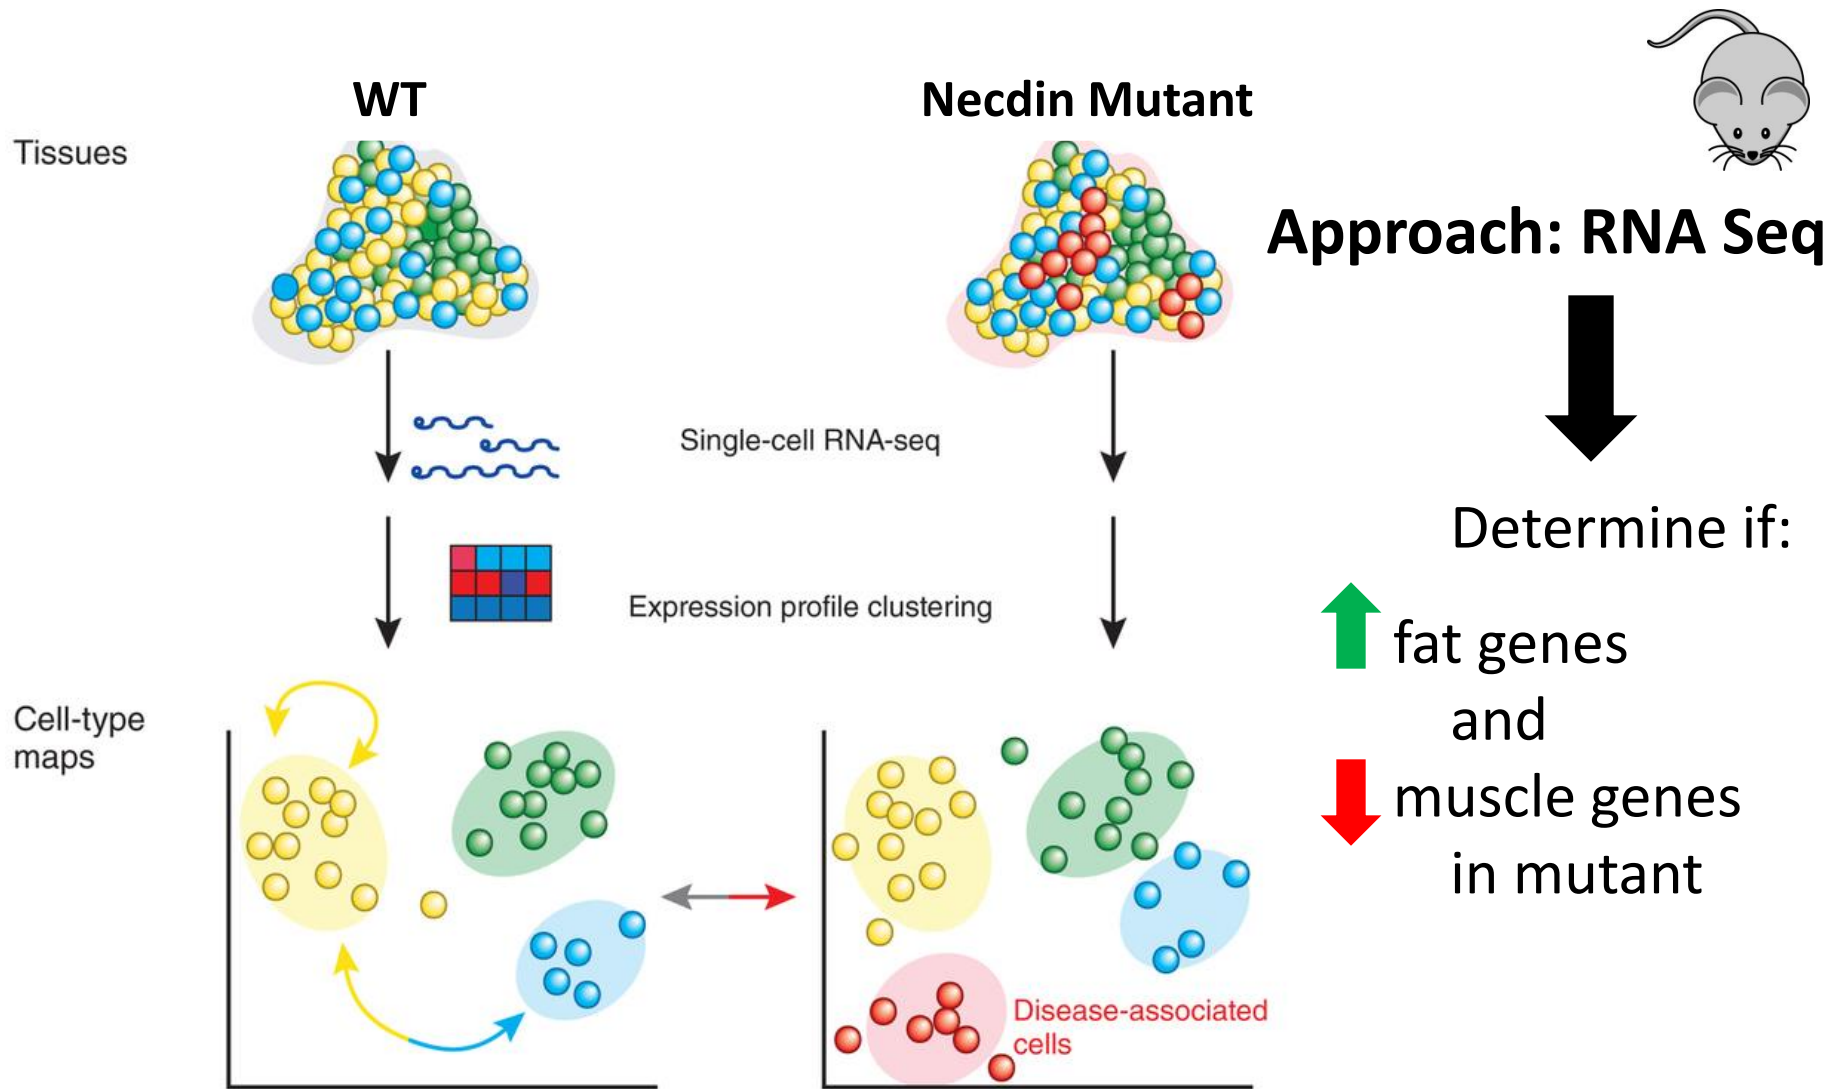 WT
Necdin Mutant
Tissues
Approach: RNA Seq
Single-cell RNA-seq
Determine if:
Expression profile clustering
fat genes
and
Cell-type
maps
muscle genes
in mutant
Disease-associated
cells